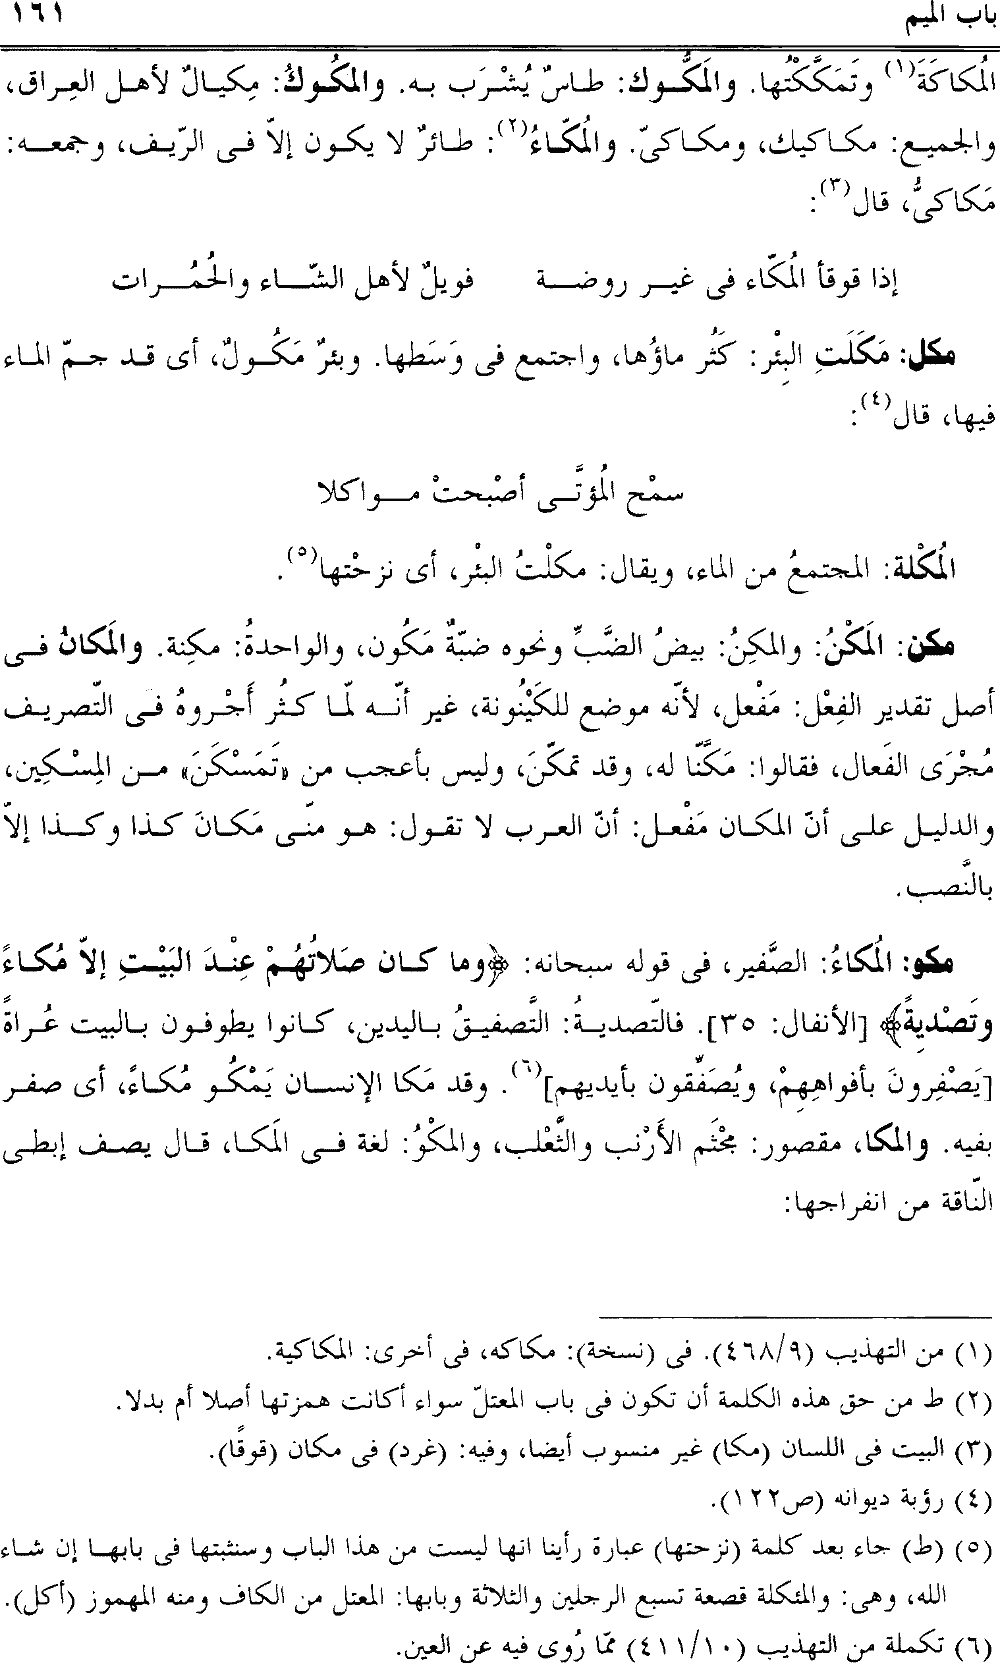 باب الميم ١٦١
المُكاكَةَ(١) وتَمَكَّكْتُها. والمَكُّوك: طاسٌ يُشْرَب به. والمكُوكُ: مِكيالٌ لأهل العِراق،
والجميع: مكاكيك، ومكاكىّ. والمُكّاءُ(٢): طائرٌ لا يكون إلاّ فى الرّيف، وجمعه:
مَكاكىُّ، قال(٣):
إذا قوقأ المُكّاء فى غير روضة فويلٌ لأهل الشّاء والحُمُرات
مكل: مَكَلَتِ البِئْر: كَثُر ماؤُها، واجتمع فى وَسَطها. وبئرٌ مَكُولٌ، أى قد جمّ الماء
فيها، قال(٤):
سمْح المُؤتَّى أصْبحتْ مواكلا
المُكْلة: المجتمعُ من الماء، ويقال: مكلْتُ البئْر، أى نزحْتها(٥).
مكن: المَكْنُ: والمكِنُ: بيضُ الضَّبِّ ونحوه ضبّةٌ مَكُون، والواحدةُ: مكِنة. والمَكانُ فى
أصل تقدير الفِعْل: مَفْعل، لأنّه موضع للكَيْنُونة، غير أنّه لمّا كثُر أَجْروهُ فى التّصريف
مُجْرَى الفَعال، فقالوا: مَكَّنّا له، وقد تمكّنَ، وليس بأعجب من «تَمَسْكَنَ» من المِسْكِين،
والدليل على أنّ المكان مَفْعل: أنّ العرب لا تقول: هو منّى مَكانَ كذا وكذا إلاّ
بالنَّصب.
مكو: المُكاءُ: الصَّفير، فى قوله سبحانه: ﴿وما كان صَلاتُهُمْ عِنْدَ البَيْتِ إلاّ مُكاءً
وتَصْدِيةً﴾ [الأنفال: ٣٥]. فالتّصديةُ: التَّصفيقُ باليدين، كانوا يطوفون بالبيت عُراةً
[يَصْفِرونَ بأفواهِهِمْ، ويُصَفِّقون بأيديهم](٦). وقد مَكا الإنسان يَمْكُو مُكاءً، أى صفر
بفيه. والمكا، مقصور: مجْثَم الأَرْنب والثَّعْلب، والمكْوُ: لغة فى المَكا، قال يصف إبطى
النّاقة من انفراجها:
(١) من التهذيب (٤٦٨/٩). فى (نسخة): مكاكه، فى أخرى: المكاكية.
(٢) ط من حق هذه الكلمة أن تكون فى باب المعتلّ سواء أكانت همزتها أصلا أم بدلا.
(٣) البيت فى اللسان (مكا) غير منسوب أيضا، وفيه: (غرد) فى مكان (قوقًا).
(٤) رؤبة ديوانه (ص١٢٢).
(٥) (ط) جاء بعد كلمة (نزحتها) عبارة رأينا انها ليست من هذا الباب وسنثبتها فى بابها إن شاء
الله، وهى: والمئكلة قصعة تسبع الرجلين والثلاثة وبابها: المعتل من الكاف ومنه المهموز (أكل).
(٦) تكملة من التهذيب (٤١١/١٠) ممّا رُوى فيه عن العين.